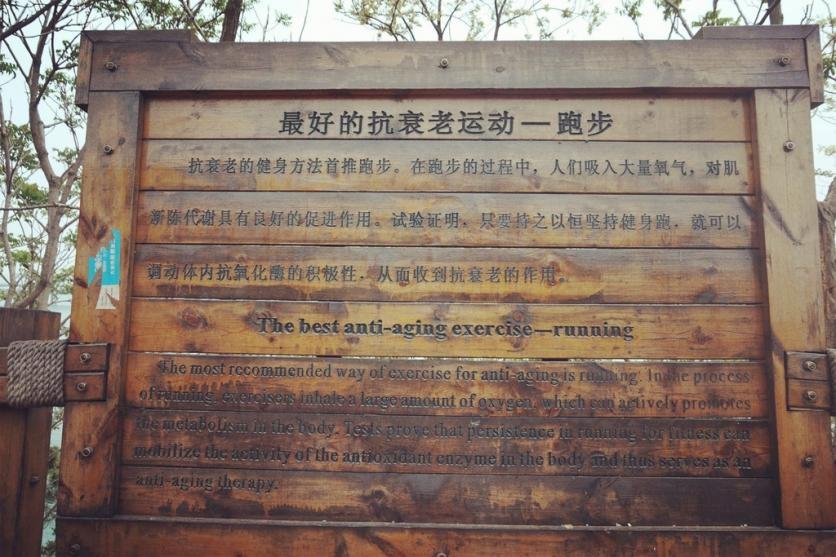 最好的抗衰老运动—跑步
抗衰老的健身方法首推跑步。在跑步的过程中，人们吸入大量氧气，对肌
新陈代谢具有良好的促进作用。试验证明，只要持之以恒坚持健身跑，就可以
调动体内抗氧化酶的积极性，从而收到抗衰老的作用。
The best anti-aging exercise—running
The most recommended way of exercise for anti-aging is running. In the process
of running, exercisers inhale a large amount of oxygen, which can actively promotes
the metabolism in the body. Tests prove that persistence in running for fitness can
mobilize the activity of the antioxidant enzyme in the body and thus serves as an
anti-aging therapy.